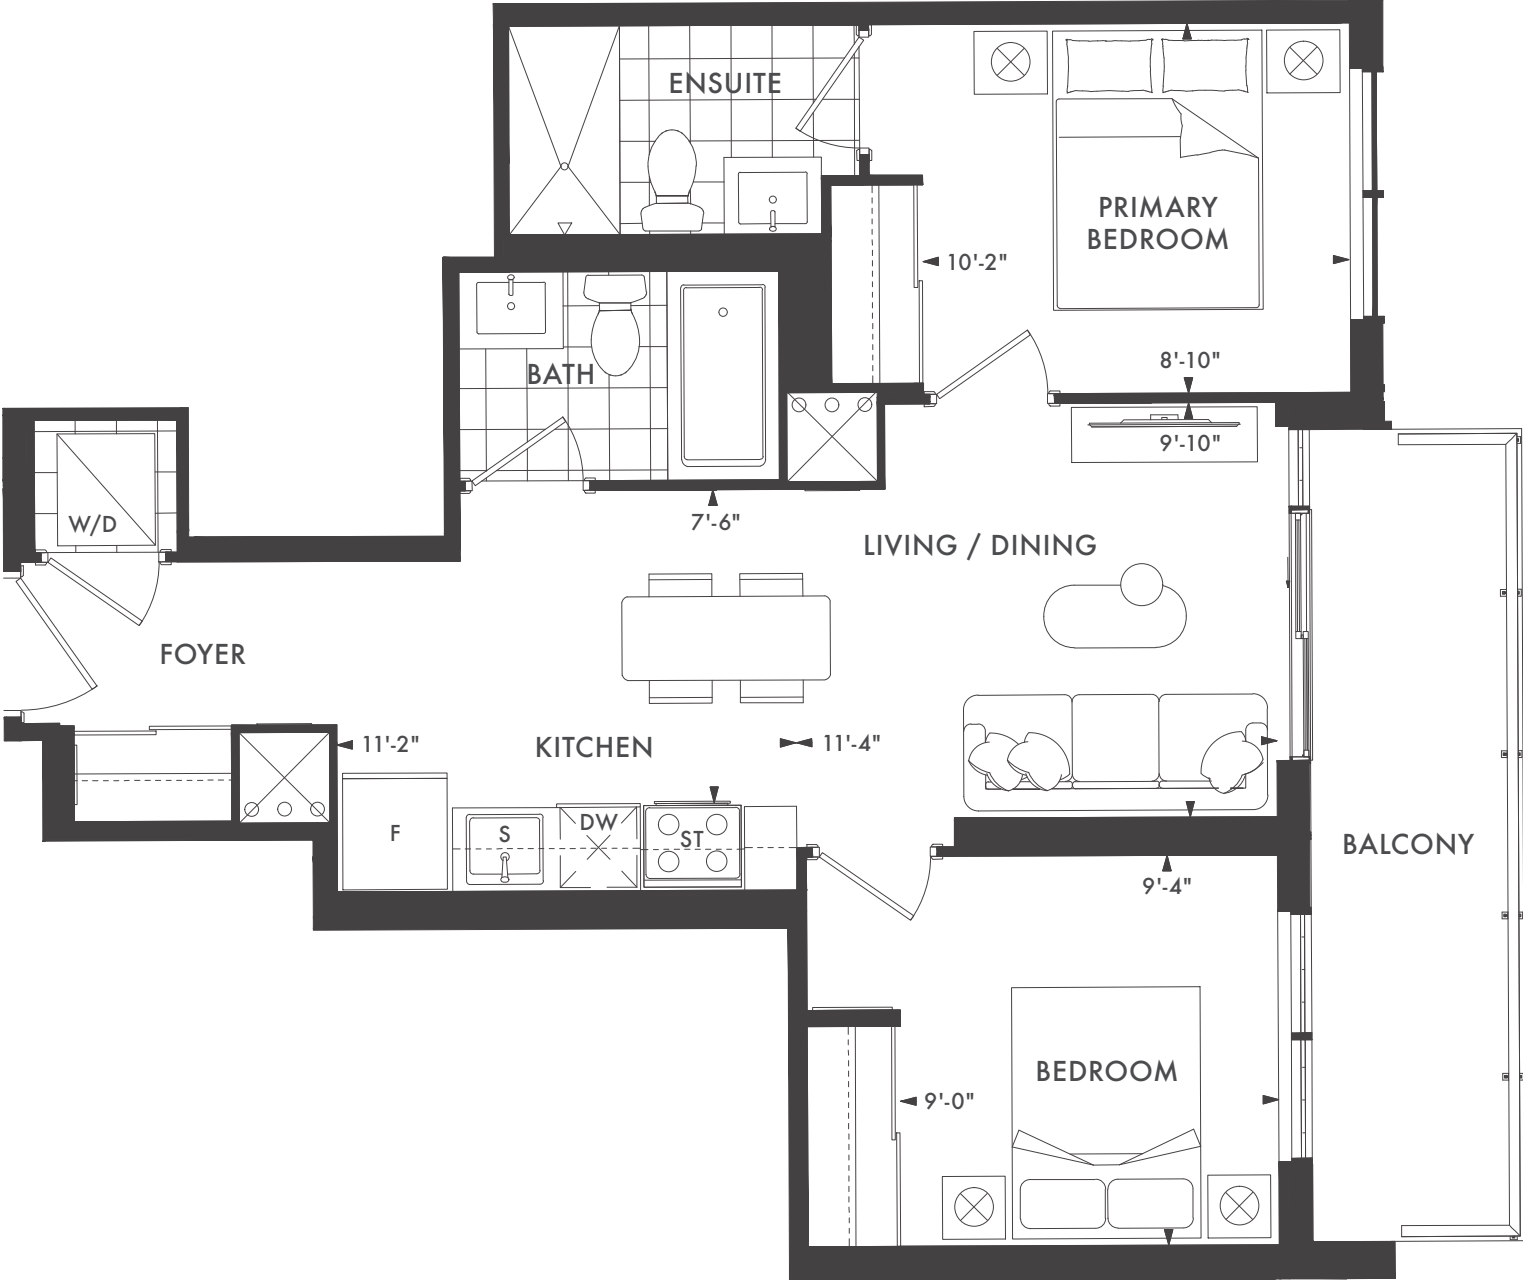 ENSUITE
PRIMARY
BEDROOM
10'-2"
8'-10"
BATH
9'-10"
W/D
7'-6"
LIVING / DINING
FOYER
11'-2"
KITCHEN
11'-4"
F
S
DW
ST
BALCONY
9'-4"
BEDROOM
9'-0"